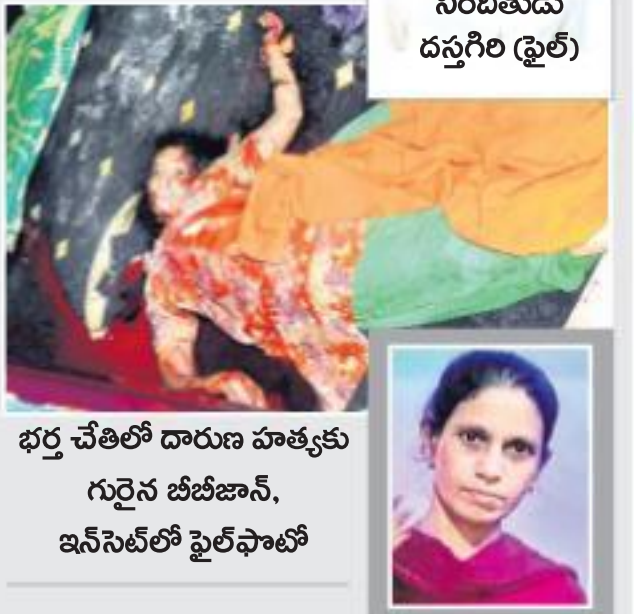 నిందితుడు
దస్తగిరి (ఫైల్)
భర్త చేతిలో దారుణ హత్యకు
గురైన బీబీజాన్,
ఇన్‌సెట్‌లో ఫైల్‌ఫొటో